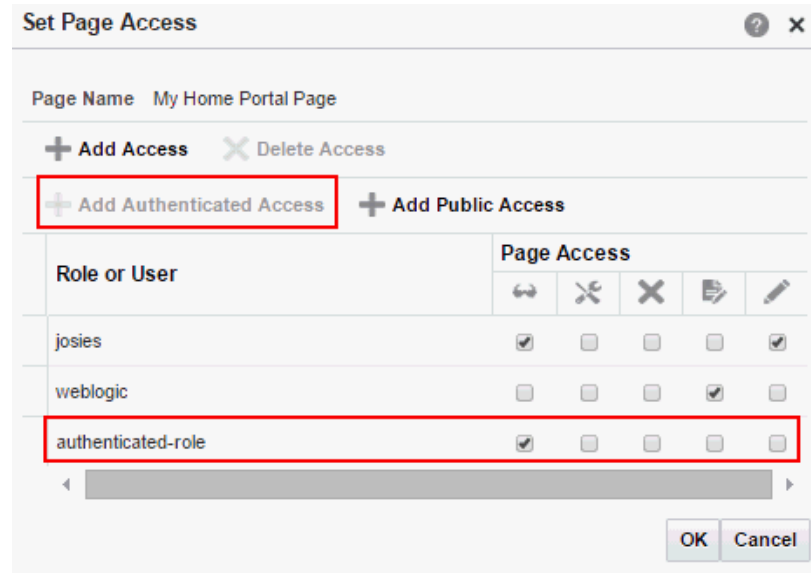 Set Page Access
Page Name My Home Portal Page
Add Access Delete Access
Add Authenticated Access Add Public Access
Role or User
Page Access
josies
weblogic
authenticated-role
OK Cancel